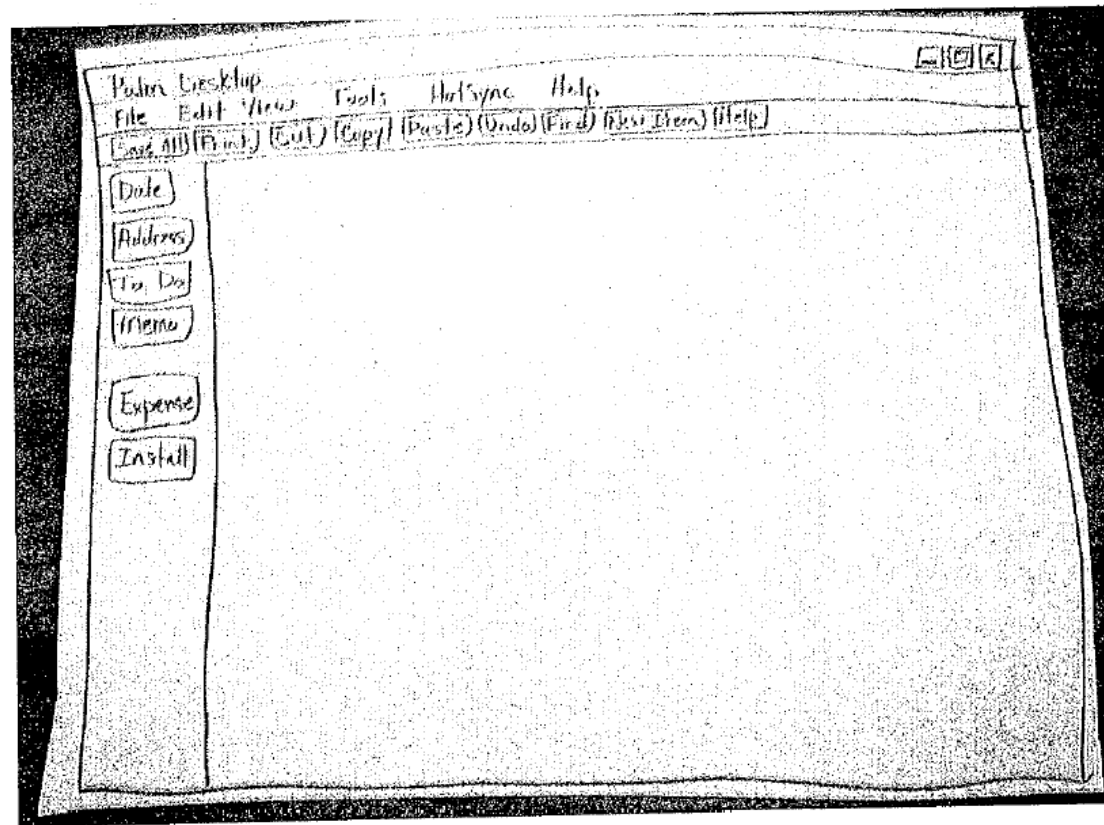 Palm Desktop
File Edit View Tools HotSync Help
Save All Print Cut Copy Paste Undo Find New Item Help
Date
Address
To Do
Memo
Expense
Install